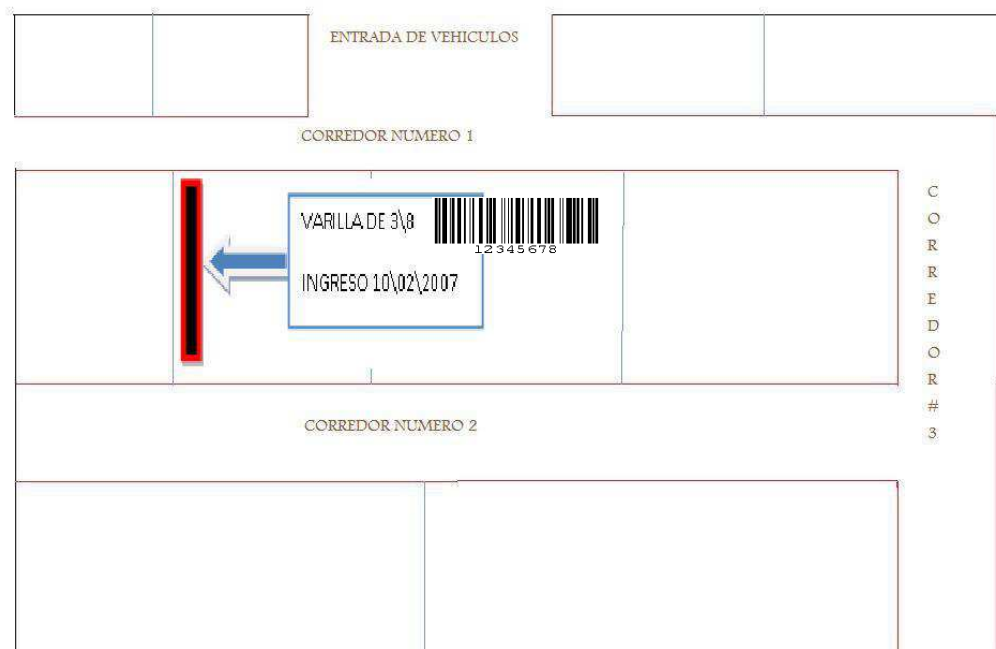 ENTRADA DE VEHICULOS
CORREDOR NUMERO 1
VARILLA DE 3\8
12345678
INGRESO 10\02\2007
C
O
R
R
E
D
O
R
#
3
CORREDOR NUMERO 2